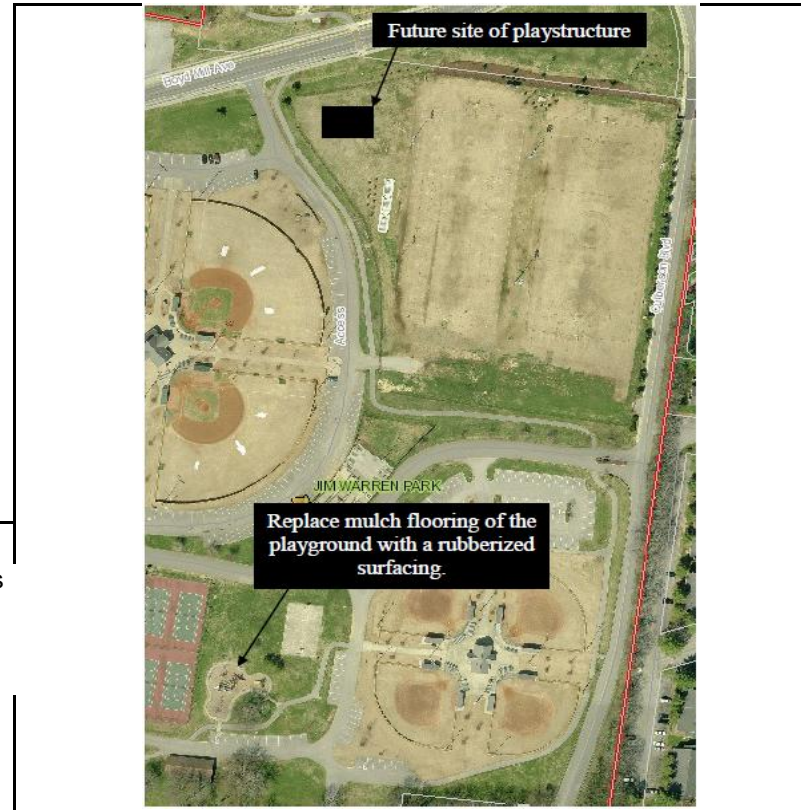 Future site of playstructure
Boyd Mill Ave
Access
JIM WARREN PARK
Replace mulch flooring of the
playground with a rubberized
surfacing.
s